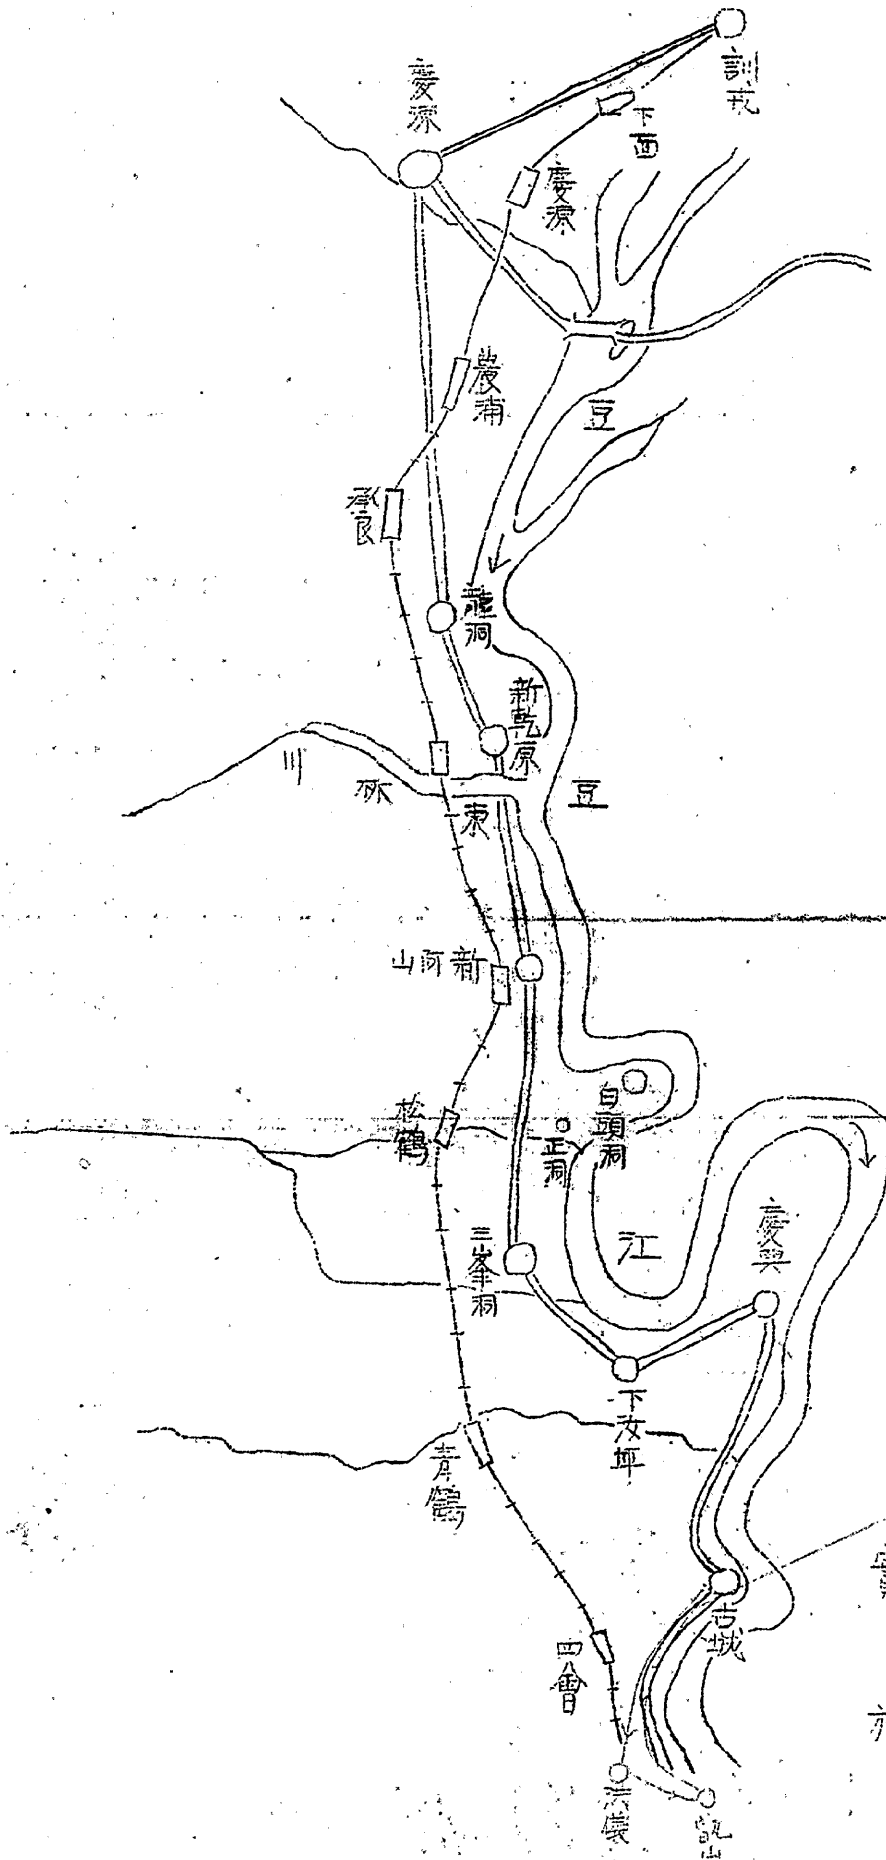 訓戎
下面
慶源
慶源
農浦
豆
承良
龍洞
新乾原
川
東
豆
新阿山
松鶴
白頭洞
正洞
江
慶興
三峯洞
下汝坪
青鶴
古城
四會
洪儀